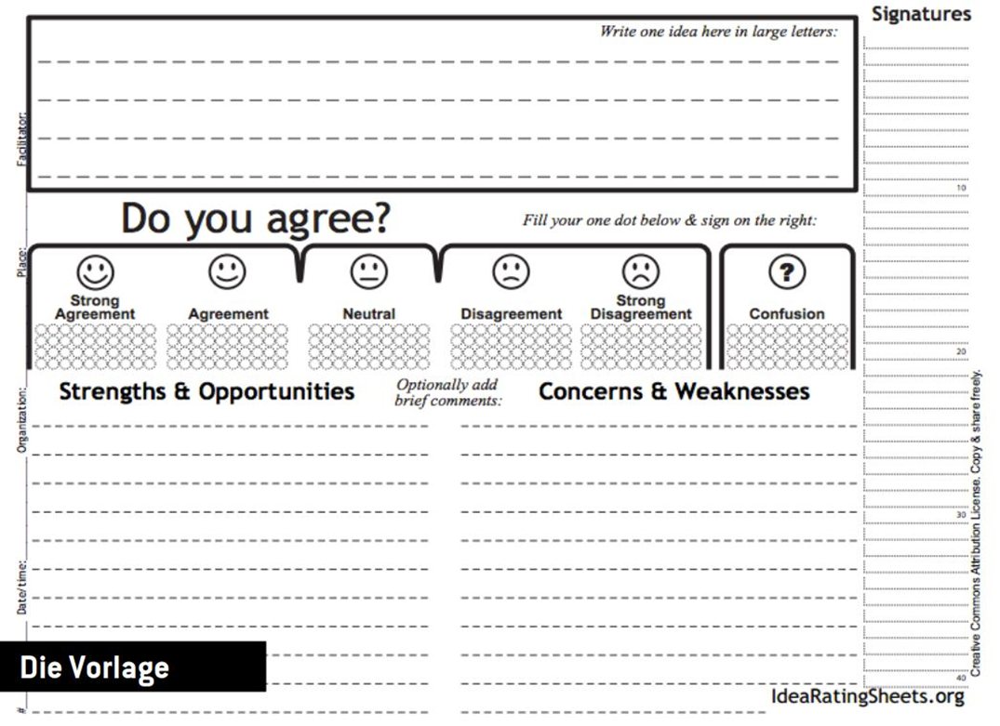 Signatures
Write one idea here in large letters:
Facilitator:
10
Do you agree?
Fill your one dot below & sign on the right:
Place:
?
Strong
Agreement
Agreement
Neutral
Disagreement
Strong
Disagreement
Confusion
20
Strengths & Opportunities
Optionally add
brief comments:
Concerns & Weaknesses
Organization:
30
Date/time:
Creative Commons Attribution License. Copy & share freely.
Die Vorlage
40
IdeaRatingSheets.org
#